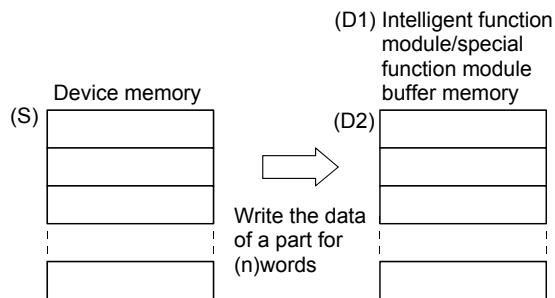 (D1) Intelligent function
module/special
function module
buffer memory
Device memory
(S)
(D2)
Write the data
of a part for
(n)words